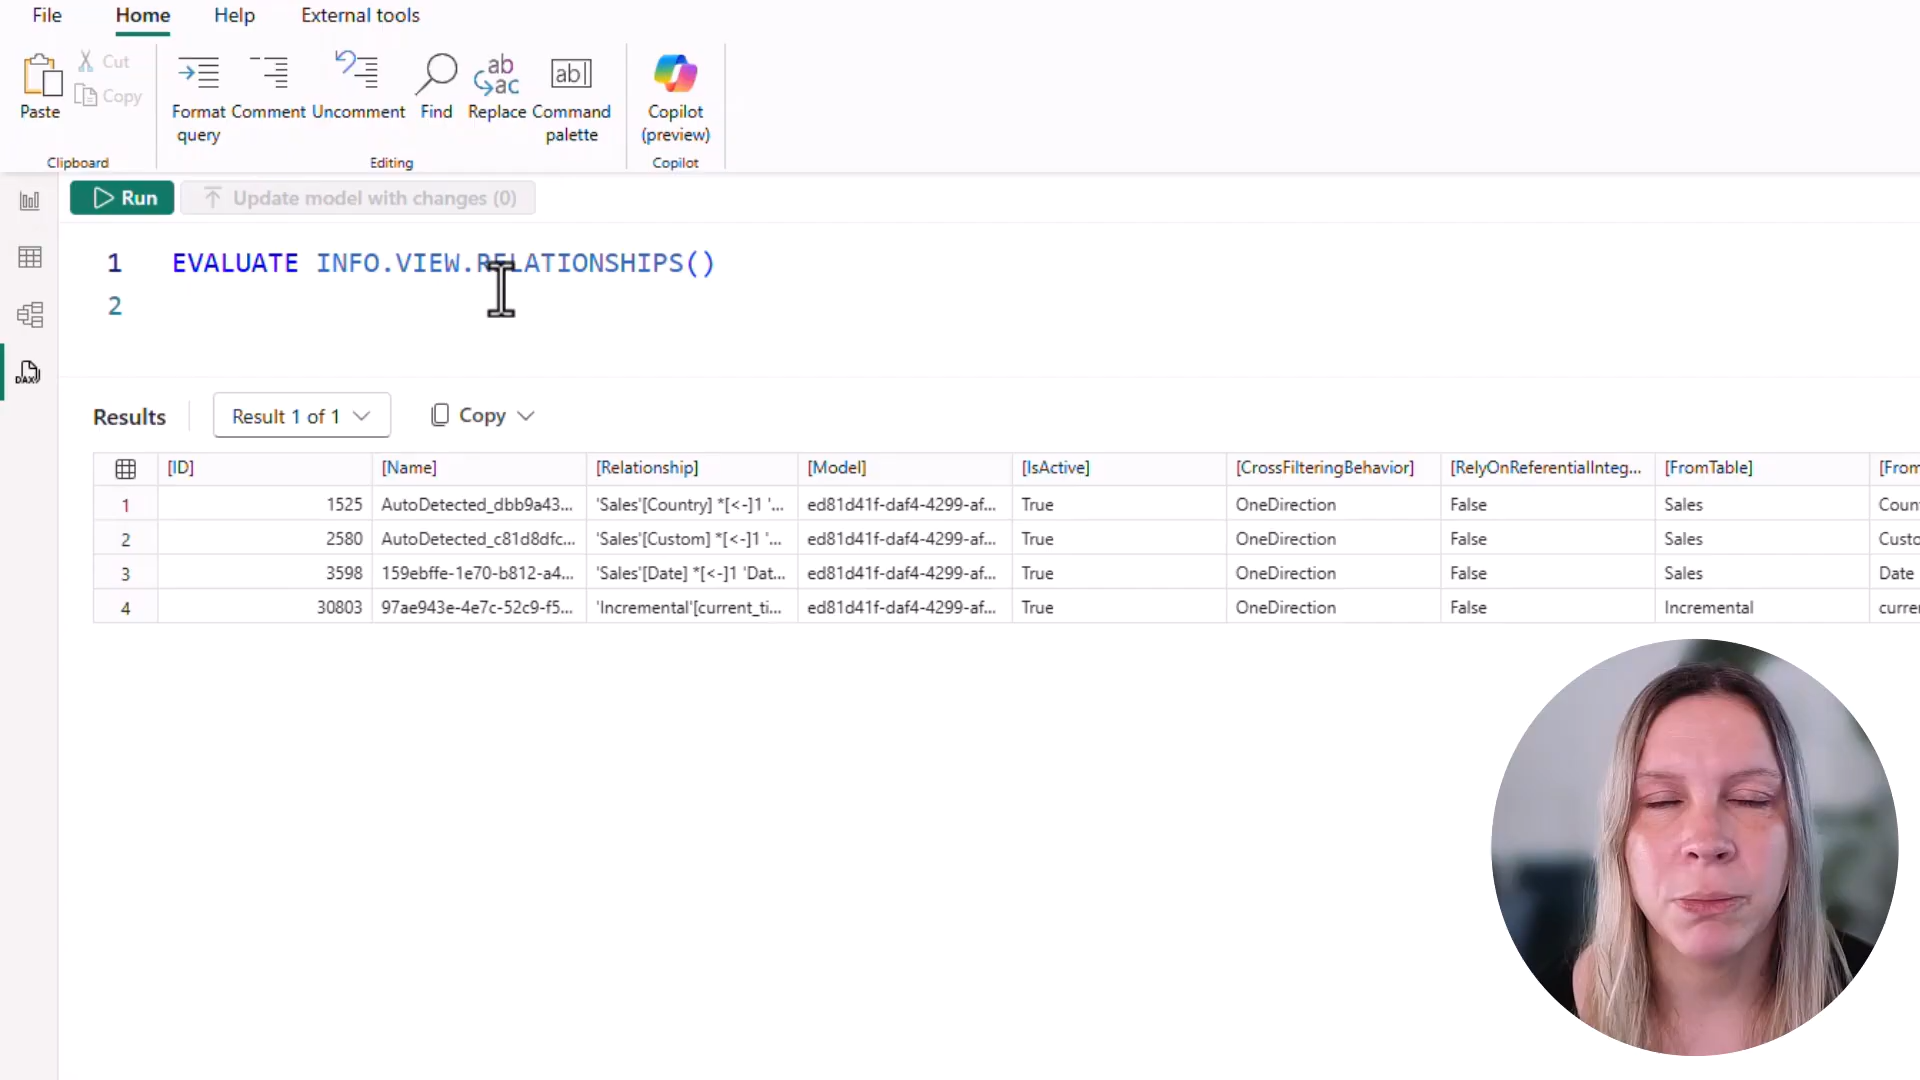 File Home Help External tools
Paste
Cut
Copy
Format query
Comment
Uncomment
Find
Replace
Command palette
Copilot (preview)
Clipboard Editing Copilot
Run Update model with changes (0)
1 EVALUATE INFO.VIEW.RELATIONSHIPS()
2
DAX
Results Result 1 of 1 Copy
[ID] [Name] [Relationship] [Model] [IsActive] [CrossFilteringBehavior] [RelyOnReferentialInteg... [FromTable] [From
1 1525 AutoDetected_dbb9a43... 'Sales'[Country] *[<-]1 '... ed81d41f-daf4-4299-af... True OneDirection False Sales Coun
2 2580 AutoDetected_c81d8dfc... 'Sales'[Custom] *[<-]1 '... ed81d41f-daf4-4299-af... True OneDirection False Sales Custo
3 3598 159ebffe-1e70-b812-a4... 'Sales'[Date] *[<-]1 'Dat... ed81d41f-daf4-4299-af... True OneDirection False Sales Date
4 30803 97ae943e-4e7c-52c9-f5... 'Incremental'[current_ti... ed81d41f-daf4-4299-af... True OneDirection False Incremental curre